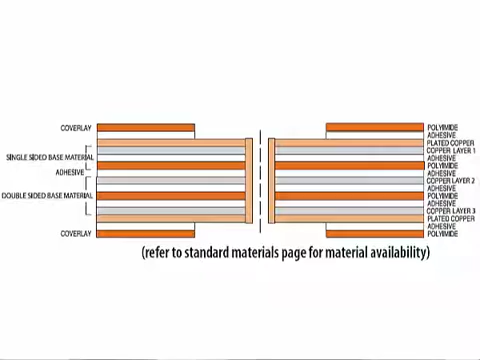 COVERLAY
SINGLE SIDED BASE MATERIAL
ADHESIVE
DOUBLE SIDED BASE MATERIAL
COVERLAY
POLYIMIDE
ADHESIVE
PLATED COPPER
COPPER LAYER 1
ADHESIVE
POLYIMIDE
ADHESIVE
COPPER LAYER 2
ADHESIVE
POLYIMIDE
ADHESIVE
COPPER LAYER 3
PLATED COPPER
ADHESIVE
POLYIMIDE
(refer to standard materials page for material availability)